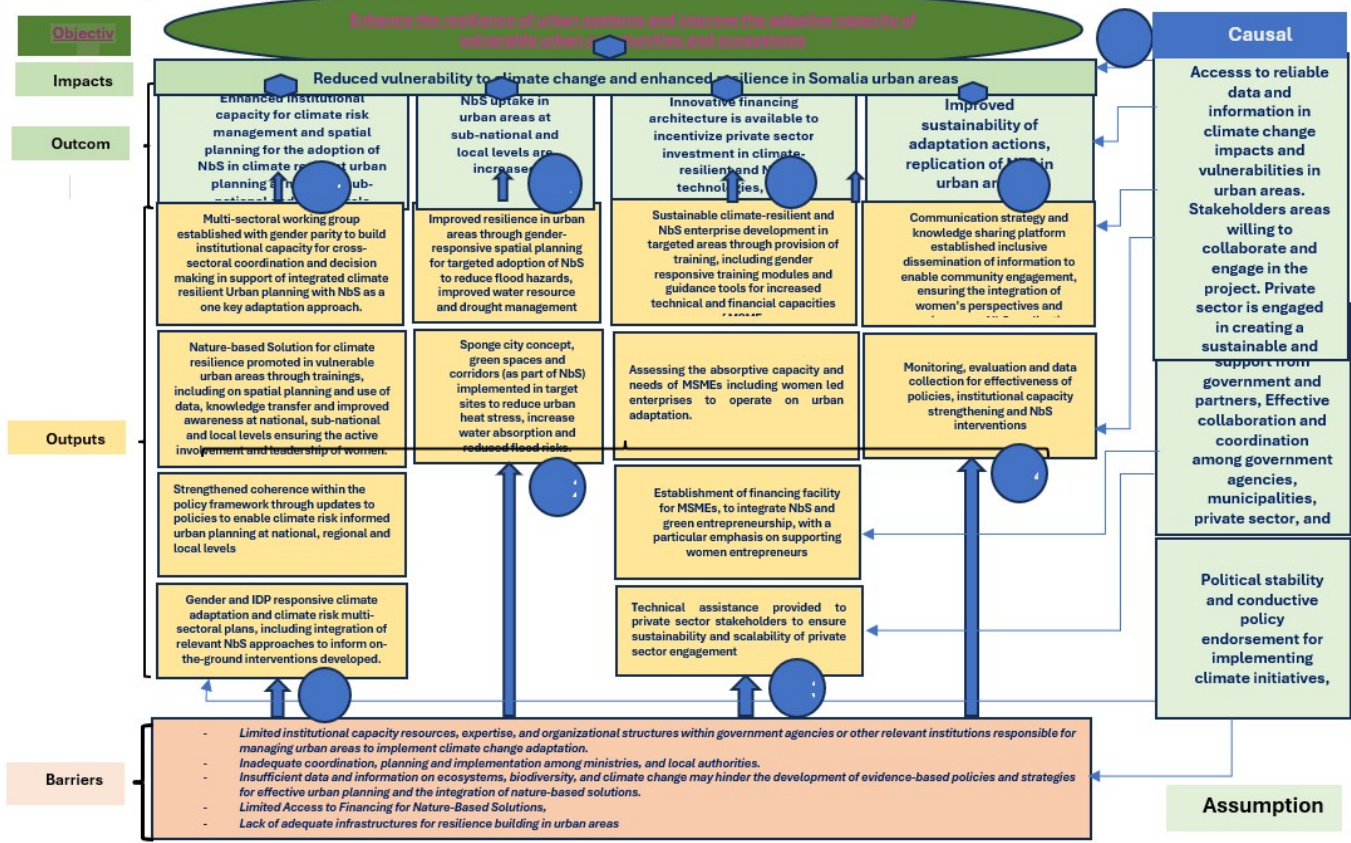 Objectiv
Enhance the resilience of urban systems and improve the adaptive capacity of
vulnerable urban communities and ecosystems
Causal
Impacts
Reduced vulnerability to climate change and enhanced resilience in Somalia urban areas
Outcom
Enhanced institutional
capacity for climate risk
management and spatial
planning for the adoption of
NbS in climate urban
planning
NbS uptake in
urban areas at
sub-national and
local levels are
increased
Innovative financing
architecture is available to
incentivize private sector
investment in climate-
resilient and
technologies,
Improved
sustainability of
adaptation actions,
replication of in
urban
Outputs
Multi-sectoral working group
established with gender parity to build
institutional capacity for cross-
sectoral coordination and decision
making in support of integrated climate
resilient Urban planning with NbS as a
one key adaptation approach.
Nature-based Solution for climate
resilience promoted in vulnerable
urban areas through trainings,
including on spatial planning and use of
data, knowledge transfer and improved
awareness at national, sub-national
and local levels ensuring the active
involvement and leadership of women.
Strengthened coherence within the
policy framework through updates to
policies to enable climate risk informed
urban planning at national, regional and
local levels
Gender and IDP responsive climate
adaptation and climate risk multi-
sectoral plans, including integration of
relevant NbS approaches to inform on-
the-ground interventions developed.
Improved resilience in urban
areas through gender-
responsive spatial planning
for targeted adoption of NbS
to reduce flood hazards,
improved water resource
and drought management
Sponge city concept,
green spaces and
corridors (as part of NbS)
implemented in target
sites to reduce urban
heat stress, increase
water absorption and
reduced flood risks.
Sustainable climate-resilient and
NbS enterprise development in
targeted areas through provision of
training, including gender
responsive training modules and
guidance tools for increased
technical and financial capacities
Assessing the absorptive capacity and
needs of MSMEs including women led
enterprises to operate on urban
adaptation.
Establishment of financing facility
for MSMEs, to integrate NbS and
green entrepreneurship, with a
particular emphasis on supporting
women entrepreneurs
Technical assistance provided to
private sector stakeholders to ensure
sustainability and scalability of private
sector engagement
Communication strategy and
knowledge sharing platform
established inclusive
dissemination of information to
enable community engagement,
ensuring the integration of
women's perspectives and
Monitoring, evaluation and data
collection for effectiveness of
policies, institutional capacity
strengthening and NbS
interventions
Accesss to reliable
data and
information in
climate change
impacts and
vulnerabilities in
urban areas.
Stakeholders areas
willing to
collaborate and
engage in the
project. Private
sector is engaged
in creating a
sustainable and
support from
government and
partners, Effective
collaboration and
coordination
among government
agencies,
municipalities,
private sector, and
Political stability
and conductive
policy
endorsement for
implementing
climate initiatives,
Barriers
- Limited institutional capacity resources, expertise, and organizational structures within government agencies or other relevant institutions responsible for
managing urban areas to implement climate change adaptation.
- Inadequate coordination, planning and implementation among ministries, and local authorities.
- Insufficient data and information on ecosystems, biodiversity, and climate change may hinder the development of evidence-based policies and strategies
for effective urban planning and the integration of nature-based solutions.
- Limited Access to Financing for Nature-Based Solutions,
- Lack of adequate infrastructures for resilience building in urban areas
Assumption